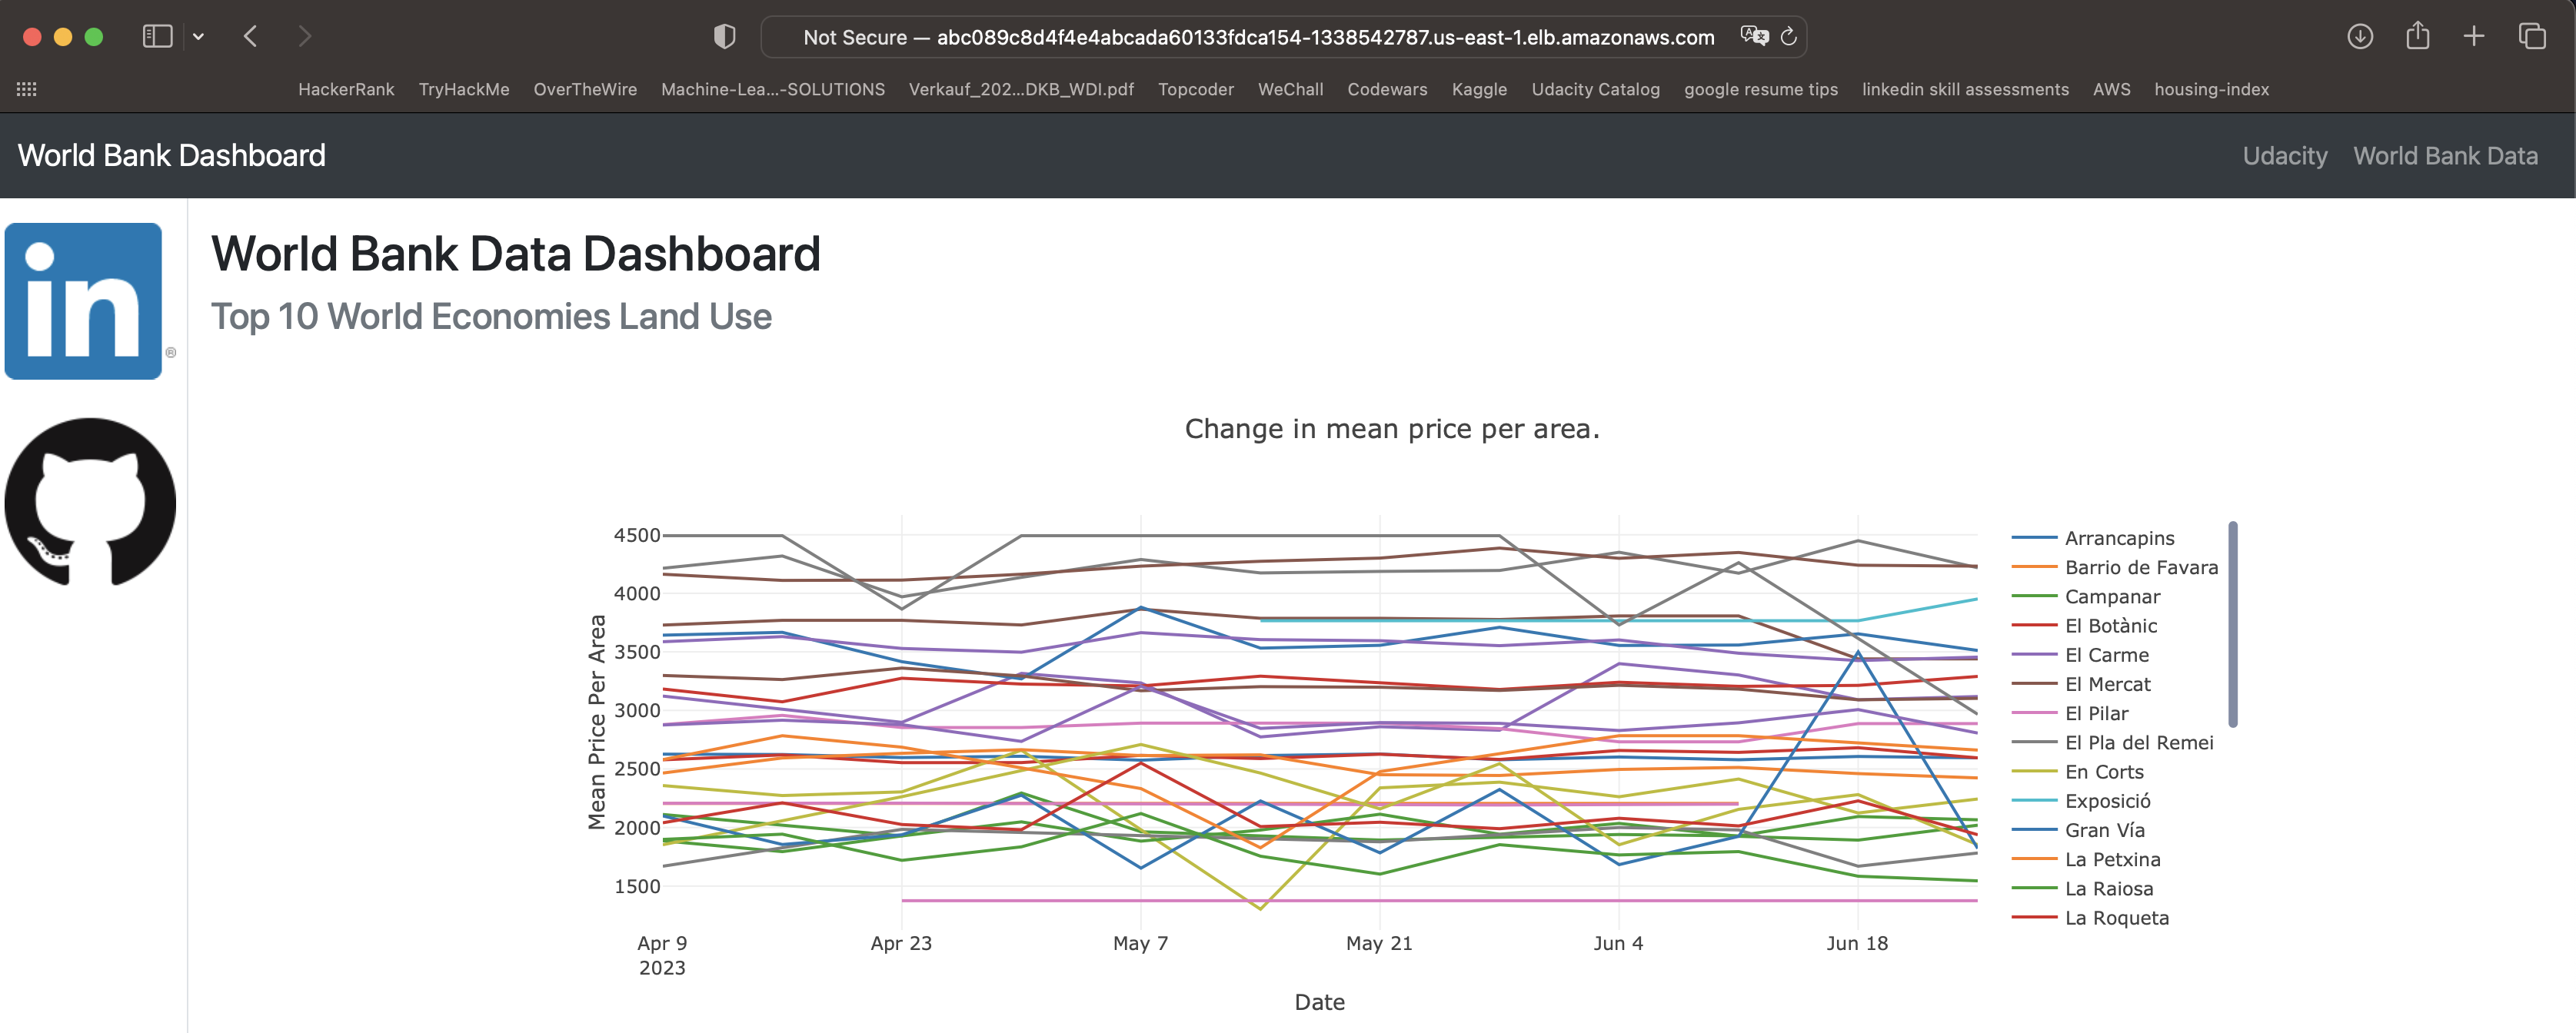 Not Secure — abc089c8d4f4e4abcada60133fdca154-1338542787.us-east-1.elb.amazonaws.com
HackerRank TryHackMe OverTheWire Machine-Lea...-SOLUTIONS Verkauf_202...DKB_WDI.pdf Topcoder WeChall Codewars Kaggle Udacity Catalog google resume tips linkedin skill assessments AWS housing-index
World Bank Dashboard Udacity World Bank Data
in ®
World Bank Data Dashboard
Top 10 World Economies Land Use
Change in mean price per area.
Mean Price Per Area
4500
4000
3500
3000
2500
2000
1500
Apr 9 Apr 23 May 7 May 21 Jun 4 Jun 18
2023
Date
Arrancapins
Barrio de Favara
Campanar
El Botànic
El Carme
El Mercat
El Pilar
El Pla del Remei
En Corts
Exposició
Gran Vía
La Petxina
La Raiosa
La Roqueta